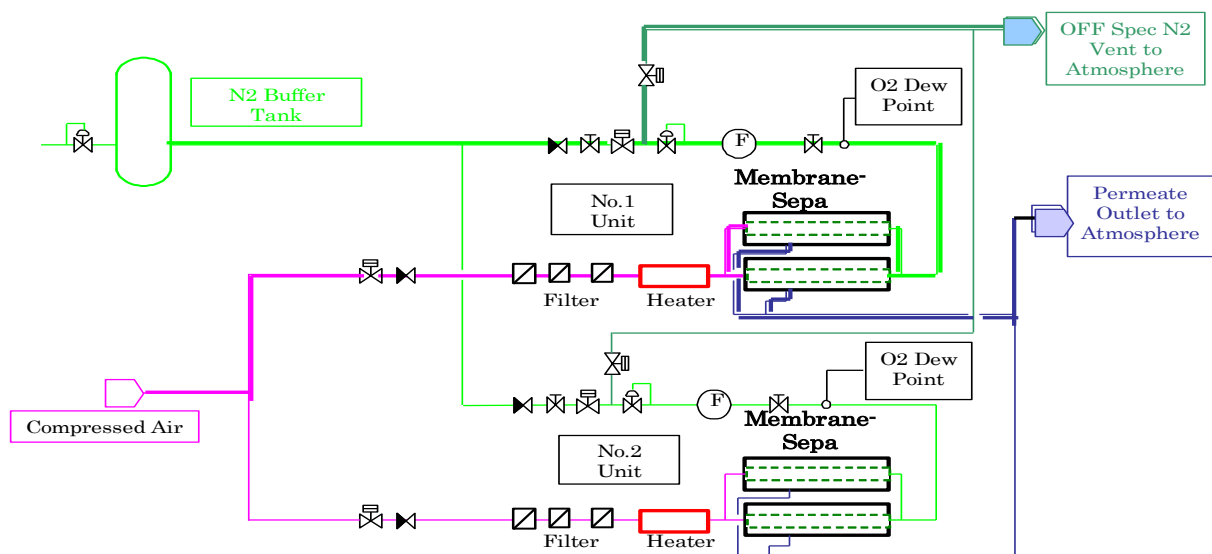 OFF Spec N2
Vent to
Atmosphere
N2 Buffer
Tank
O2 Dew
Point
F
Membrane-
Sepa
No.1
Unit
Permeate
Outlet to
Atmosphere
Filter
Heater
O2 Dew
Point
Compressed Air
F
Membrane-
Sepa
No.2
Unit
Filter
Heater